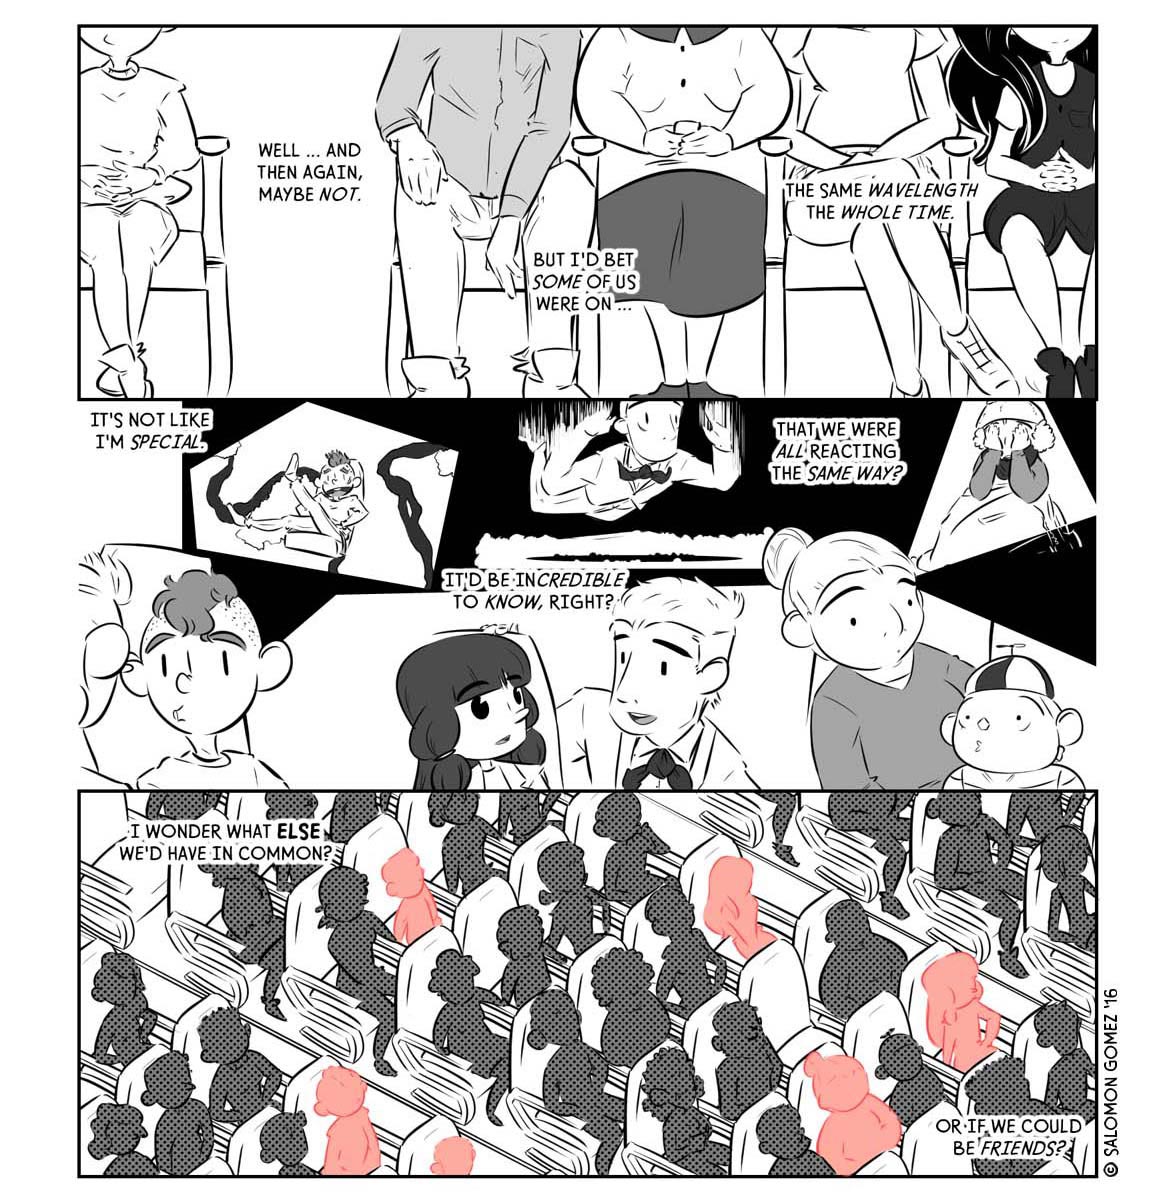 WELL ... AND
THEN AGAIN,
MAYBE NOT.
BUT I'D BET
SOME OF US
WERE ON ...
THE SAME WAVELENGTH
THE WHOLE TIME.
IT'S NOT LIKE
I'M SPECIAL.
IT'D BE INCREDIBLE
TO KNOW, RIGHT?
THAT WE WERE
ALL REACTING
THE SAME WAY?
I WONDER WHAT ELSE
WE'D HAVE IN COMMON?
OR IF WE COULD
BE FRIENDS?
© SALOMON GOMEZ '16